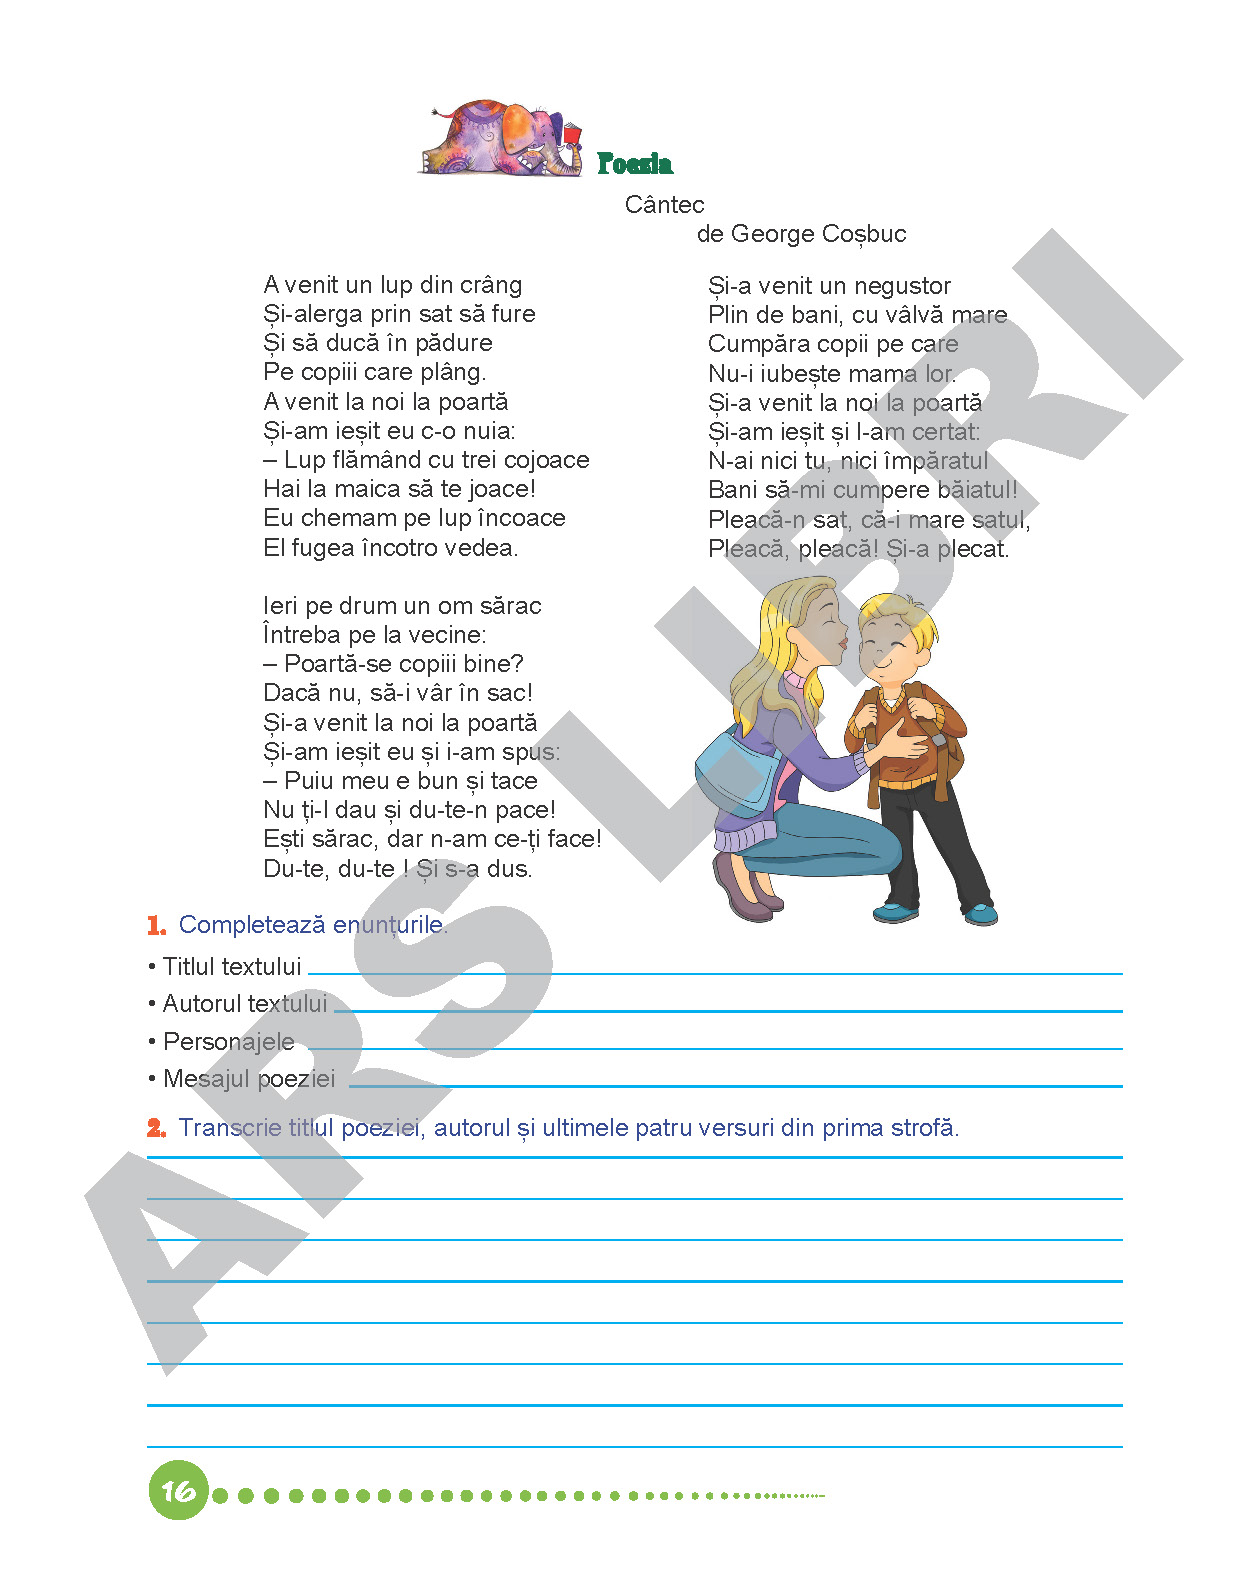 Poezia
Cântec
de George Coșbuc
A venit un lup din crâng
Și-alerga prin sat să fure
Și să ducă în pădure
Pe copiii care plâng.
A venit la noi la poartă
Și-am ieșit eu c-o nuia:
– Lup flămând cu trei cojoace
Hai la maica să te joace!
Eu chemam pe lup încoace
El fugea încotro vedea.
Ieri pe drum un om sărac
Întreba pe la vecine:
– Poartă-se copiii bine?
Dacă nu, să-i vâr în sac!
Și-a venit la noi la poartă
Și-am ieșit eu și i-am spus:
– Puiu meu e bun și tace
Nu ți-l dau și du-te-n pace!
Ești sărac, dar n-am ce-ți face!
Du-te, du-te ! Și s-a dus.
Și-a venit un negustor
Plin de bani, cu vâlvă mare
Cumpăra copii pe care
Nu-i iubește mama lor.
Și-a venit la noi la poartă
Și-am ieșit și l-am certat:
N-ai nici tu, nici împăratul
Bani să-mi cumpere băiatul!
Pleacă-n sat, că-i mare satul,
Pleacă, pleacă! Și-a plecat.
1. Completează enunțurile.
• Titlul textului
• Autorul textului
• Personajele
• Mesajul poeziei
2. Transcrie titlul poeziei, autorul și ultimele patru versuri din prima strofă.
16
ARS LIBRI